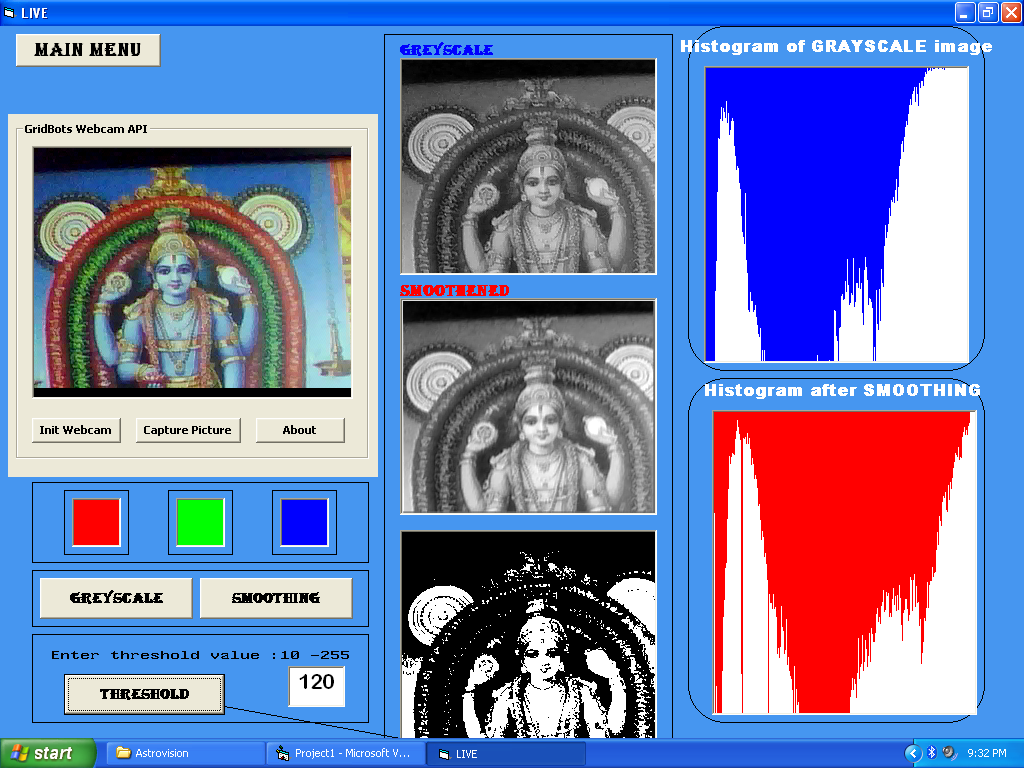 LIVE
MAIN MENU
GridBots Webcam API
Init Webcam
Capture Picture
About
GREYSCALE
SMOOTHING
Enter threshold value :10 -255
THRESHOLD
120
GREYSCALE
SMOOTHENED
Histogram of GRAYSCALE image
Histogram after SMOOTHING
start
Astrovision
Project1 - Microsoft V...
LIVE
9:32 PM